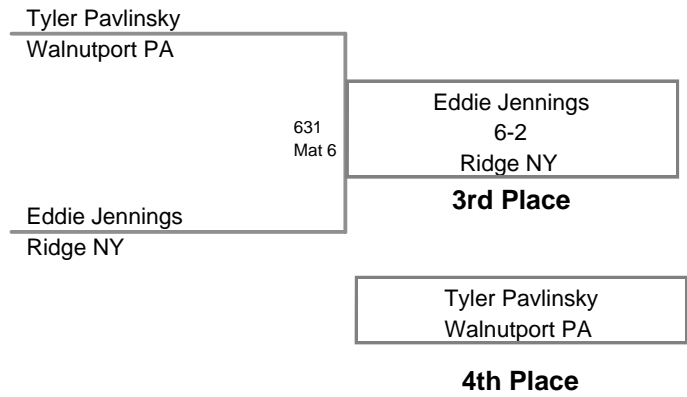 Tyler Pavlinsky
Walnutport PA
631
Mat 6
Eddie Jennings
Ridge NY
Eddie Jennings
6-2
Ridge NY
3rd Place
Tyler Pavlinsky
Walnutport PA
4th Place